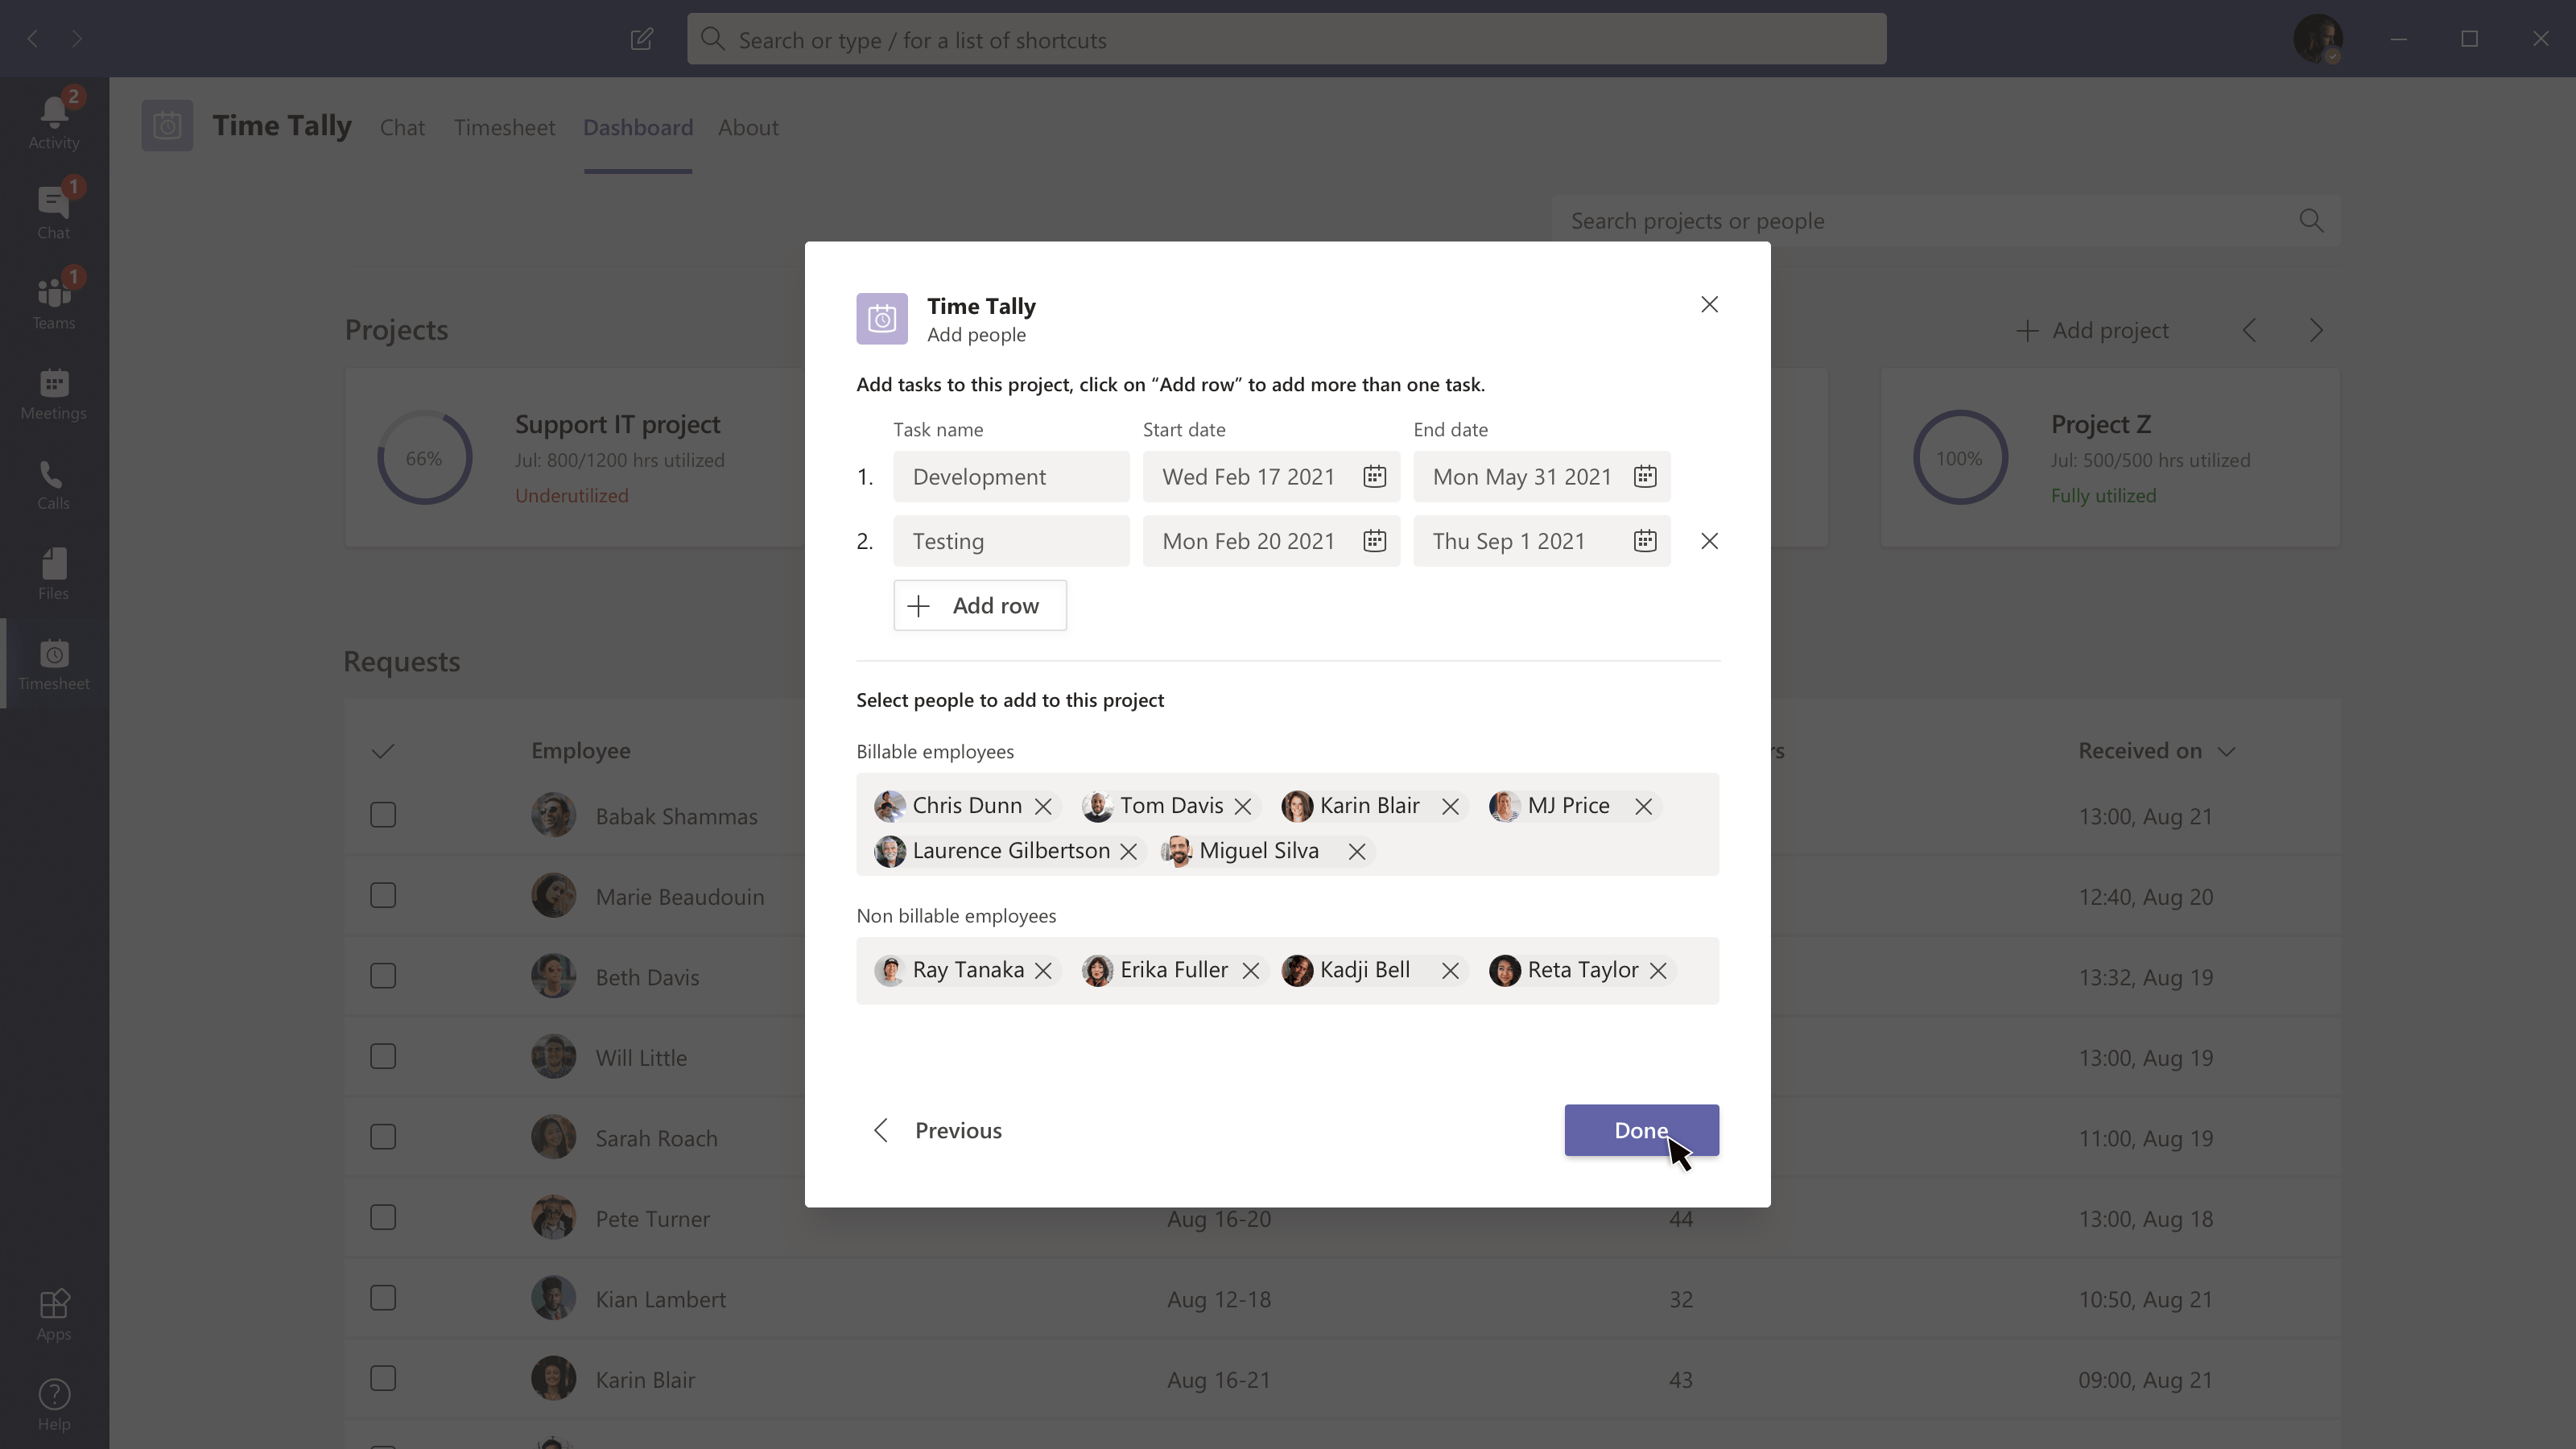 Search or type / for a list of shortcuts
2
Activity
1
Chat
1
Teams
Meetings
Calls
Files
Timesheet
Apps
Help
Time Tally Chat Timesheet Dashboard About
Search projects or people
Projects
Add project
66%
Support IT project
Jul: 800/1200 hrs utilized
Underutilized
100%
Project Z
Jul: 500/500 hrs utilized
Fully utilized
Requests
Employee rs Received on
Babak Shammas 13:00, Aug 21
Marie Beaudouin 12:40, Aug 20
Beth Davis 13:32, Aug 19
Will Little 13:00, Aug 19
Sarah Roach 11:00, Aug 19
Pete Turner Aug 16-20 44 13:00, Aug 18
Kian Lambert Aug 12-18 32 10:50, Aug 21
Karin Blair Aug 16-21 43 09:00, Aug 21
Time Tally
Add people
Add tasks to this project, click on “Add row” to add more than one task.
Task name Start date End date
1. Development Wed Feb 17 2021 Mon May 31 2021
2. Testing Mon Feb 20 2021 Thu Sep 1 2021
Add row
Select people to add to this project
Billable employees
Chris Dunn Tom Davis Karin Blair MJ Price
Laurence Gilbertson Miguel Silva
Non billable employees
Ray Tanaka Erika Fuller Kadji Bell Reta Taylor
Previous Done